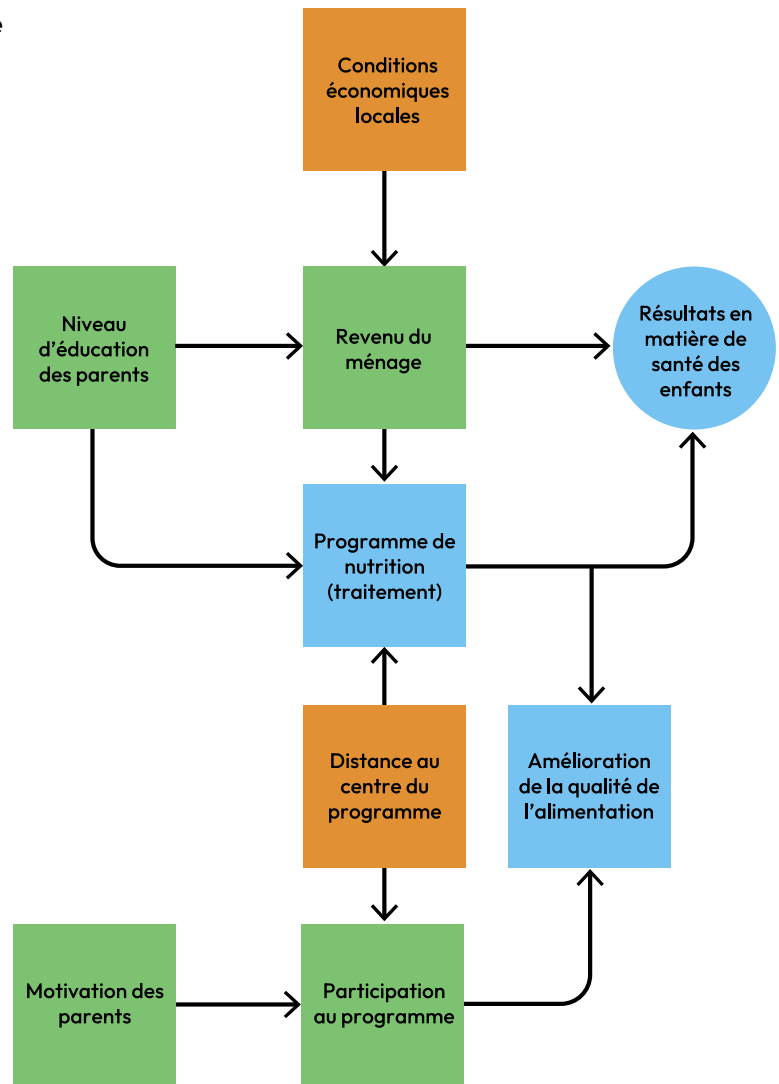 e
Conditions
économiques
locales
Niveau
d'éducation
des parents
Revenu du
ménage
Résultats en
matière de
santé des
enfants
Programme de
nutrition
(traitement)
Distance au
centre du
programme
Amélioration
de la qualité de
l'alimentation
Motivation des
parents
Participation
au programme